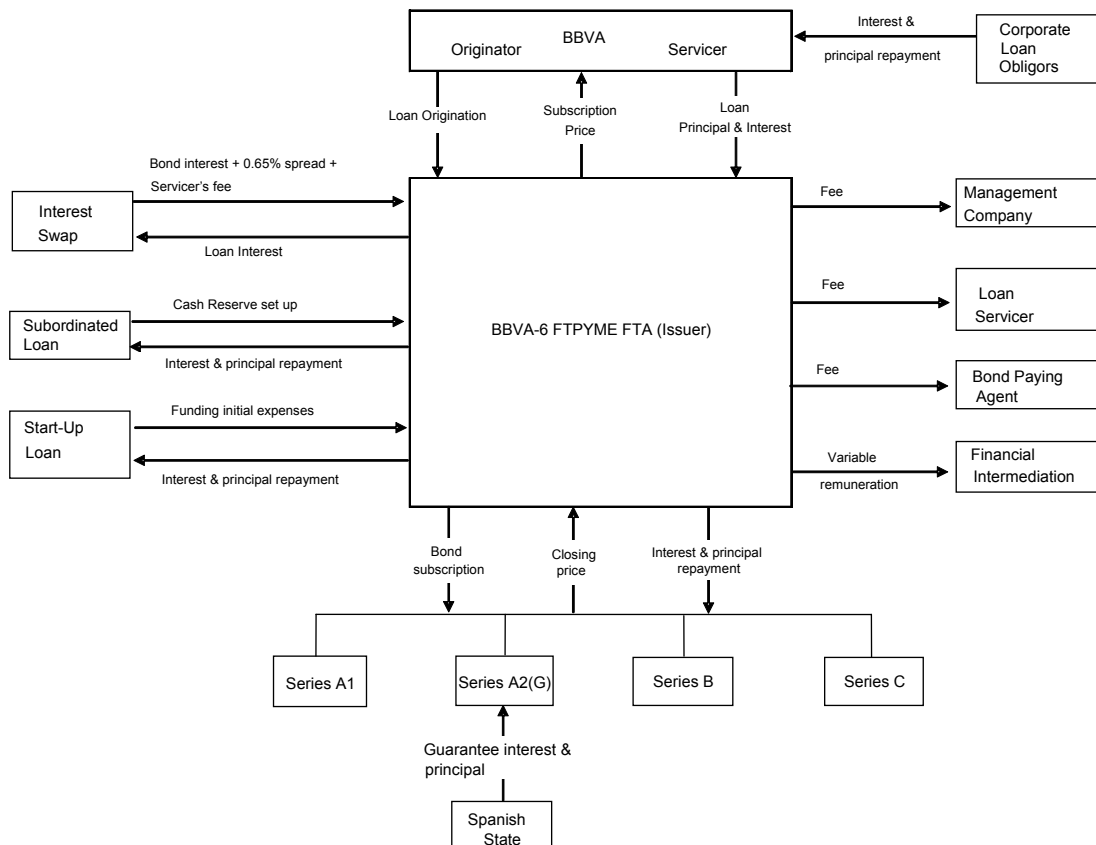 BBVA
Originator Servicer
Interest &
principal repayment
Corporate
Loan
Obligors
Loan Origination
Subscription
Price
Loan
Principal & Interest
Bond interest + 0.65% spread +
Servicer's fee
Interest
Swap
Loan Interest
Cash Reserve set up
Subordinated
Loan
Interest & principal repayment
Funding initial expenses
Start-Up
Loan
Interest & principal repayment
BBVA-6 FTPYME FTA (Issuer)
Fee
Management
Company
Fee
Loan
Servicer
Fee
Bond Paying
Agent
Variable
remuneration
Financial
Intermediation
Bond
subscription
Closing
price
Interest & principal
repayment
Series A1
Series A2(G)
Series B
Series C
Guarantee interest &
principal
Spanish
State